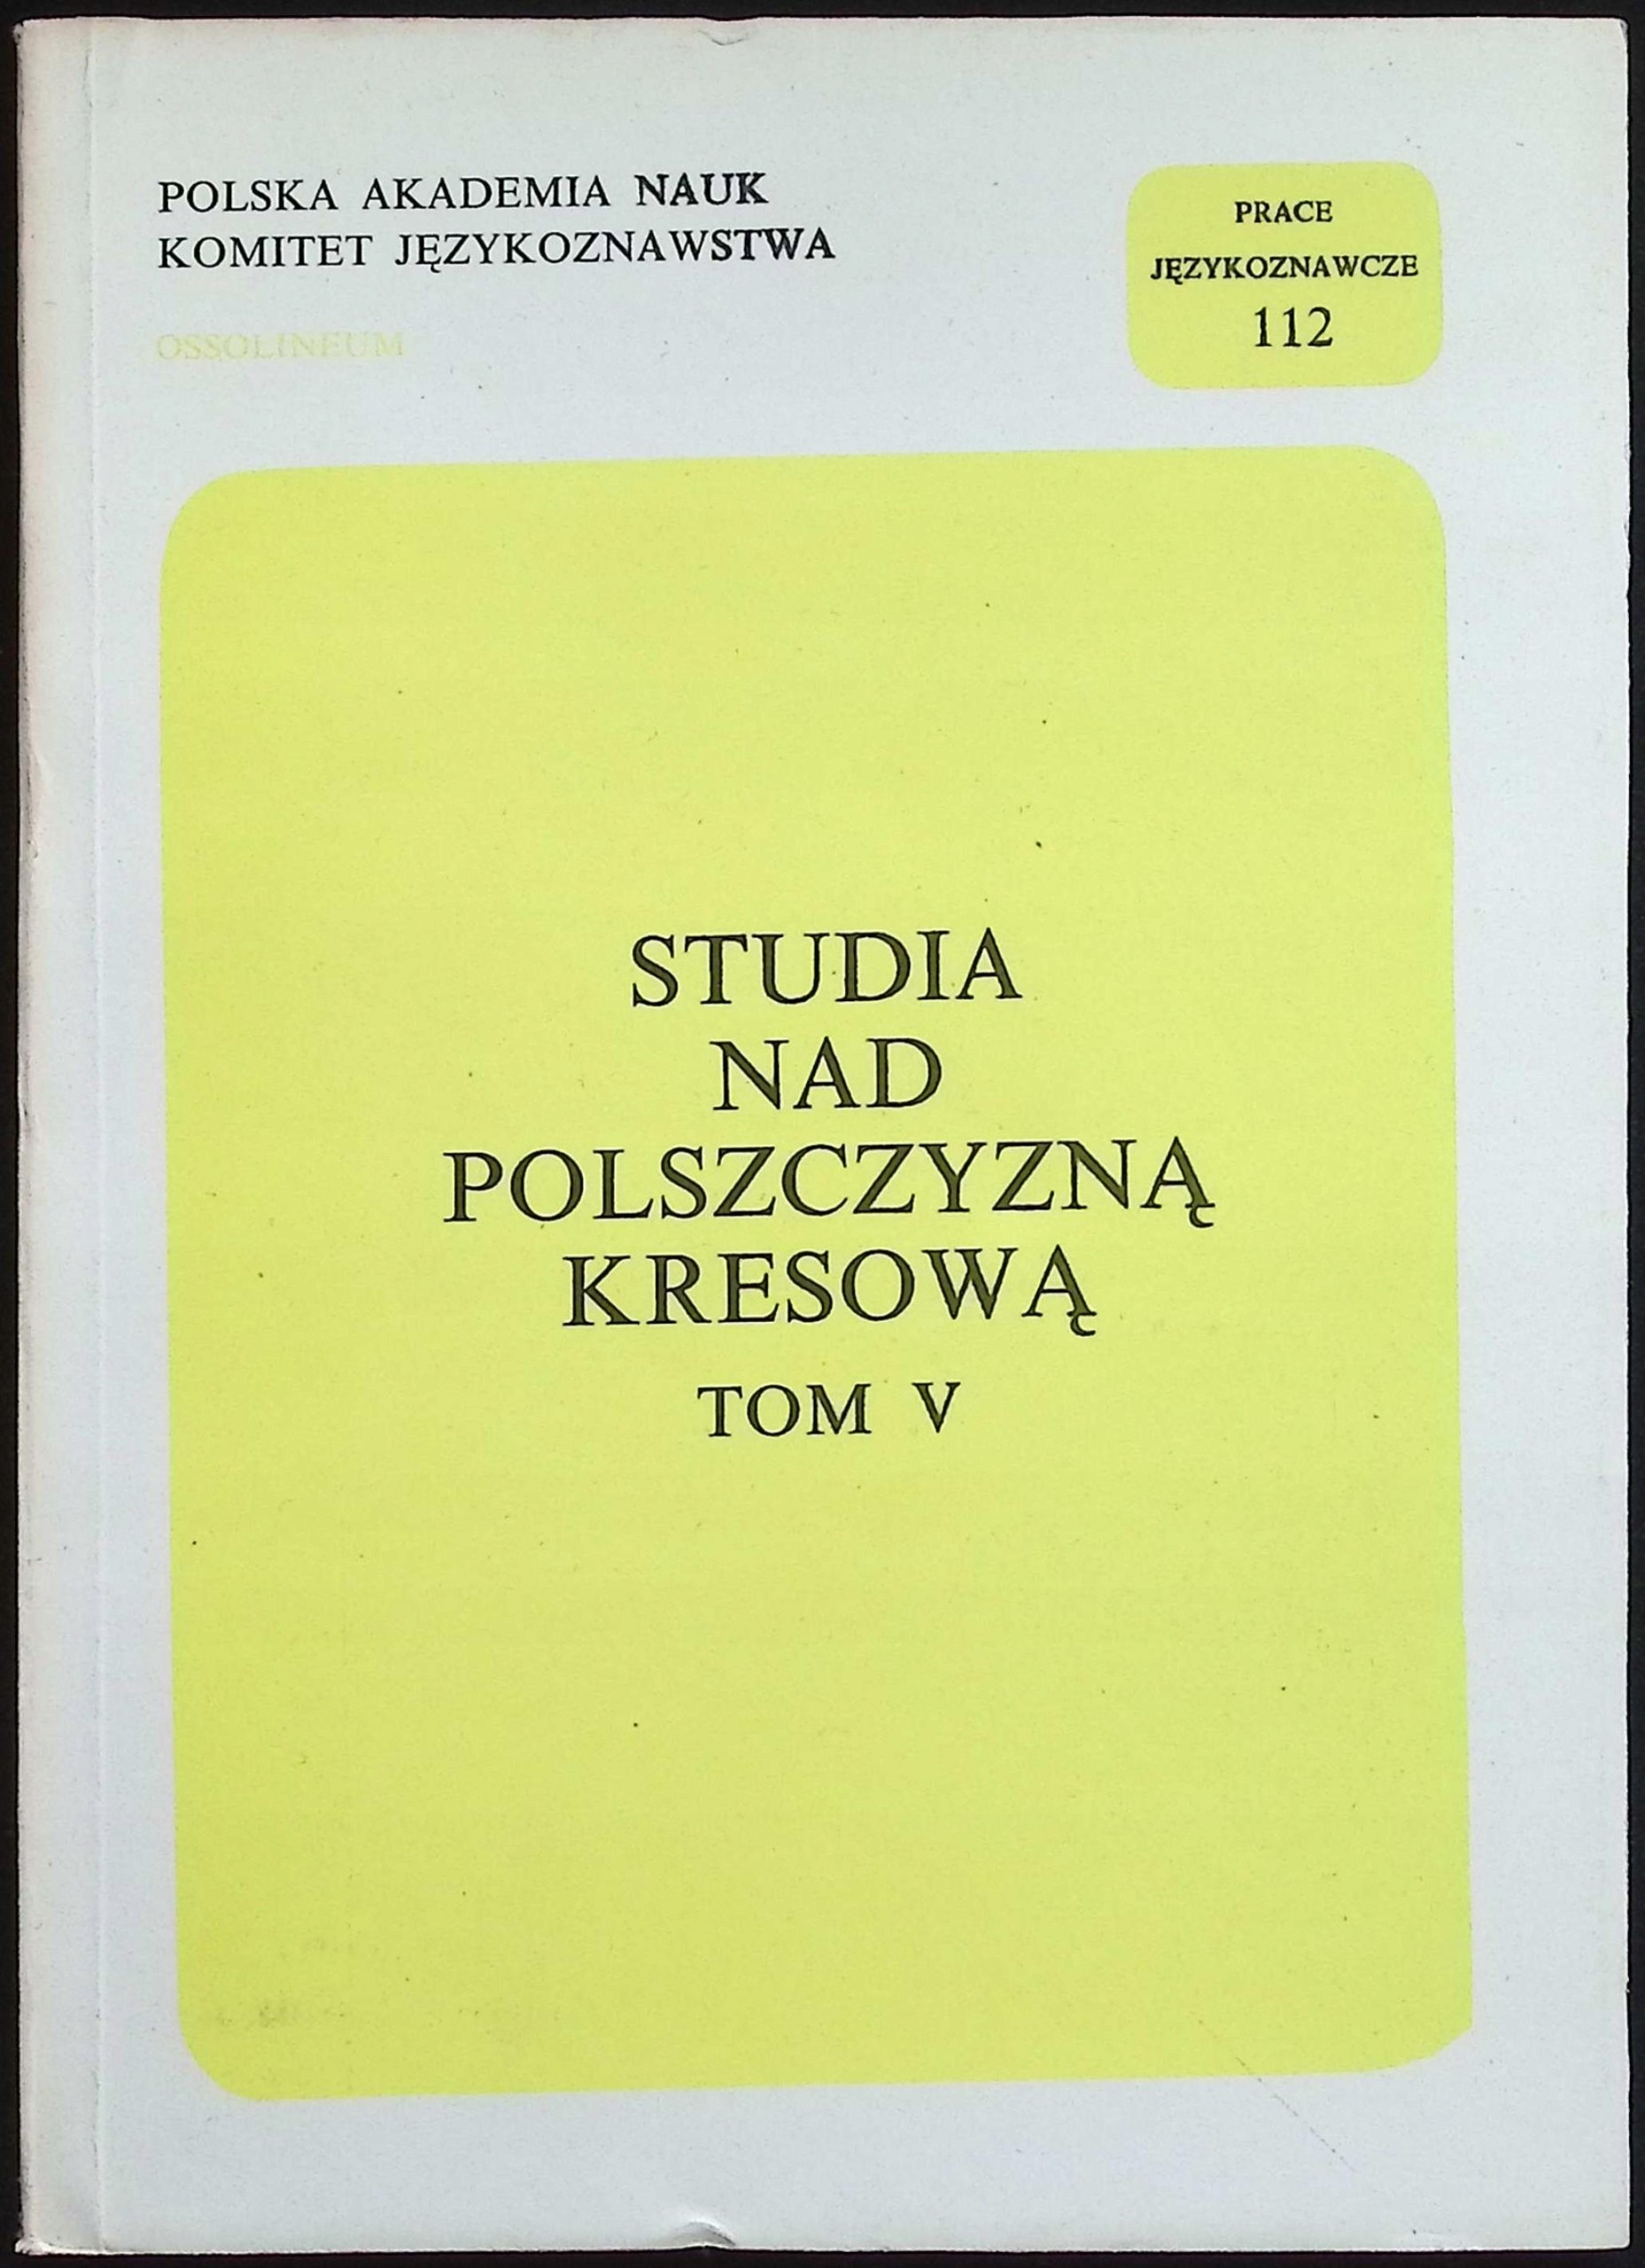 POLSKA AKADEMIA NAUK
KOMITET JĘZYKOZNAWSTWA
OSSOLINEUM
PRACE
JĘZYKOZNAWCZE
112
STUDIA
NAD
POLSZCZYZNĄ
KRESOWĄ
TOM V